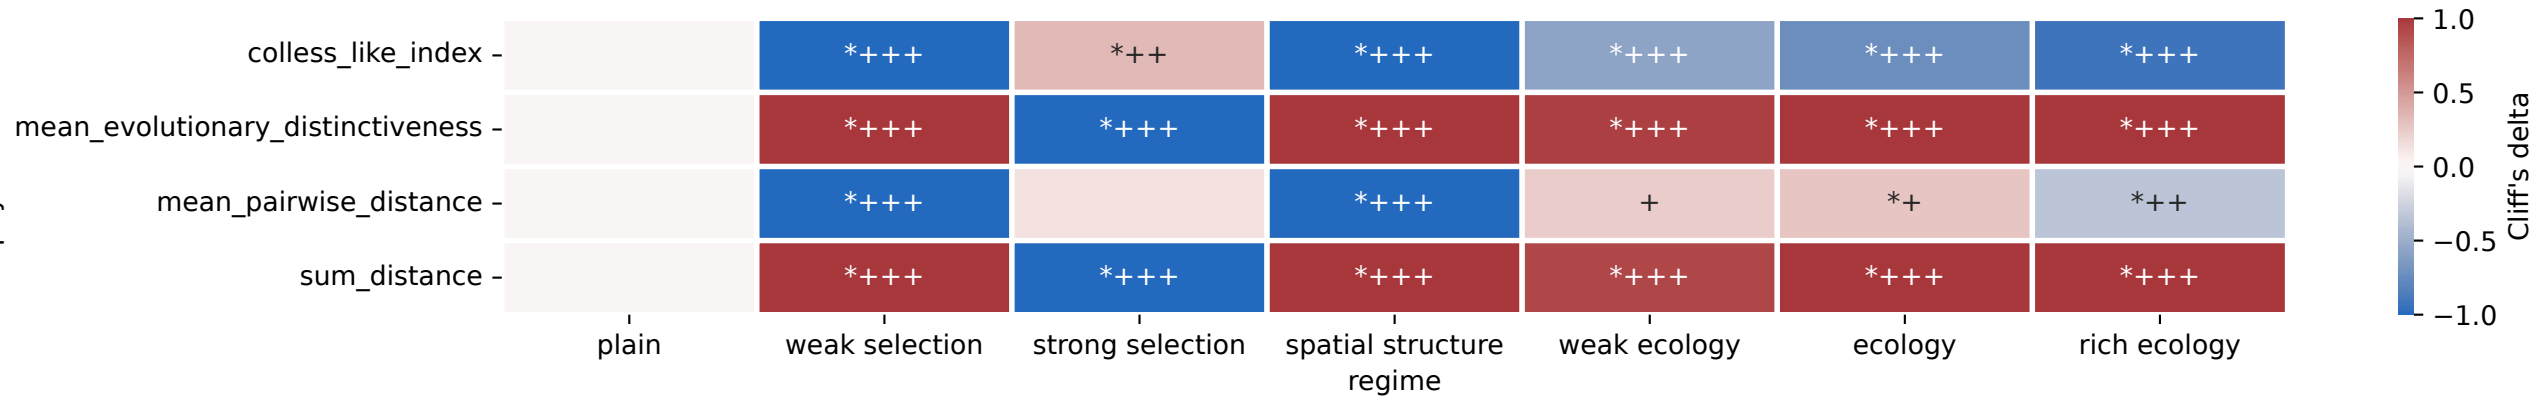 colless_like_index *+++ *++ *+++ *+++ *+++ *+++
mean_evolutionary_distinctiveness *+++ *+++ *+++ *+++ *+++ *+++
mean_pairwise_distance *+++ *+++ + *+ *++
sum_distance *+++ *+++ *+++ *+++ *+++ *+++
plain weak selection strong selection spatial structure weak ecology ecology rich ecology
regime
1.0
0.5
0.0
−0.5
−1.0
Cliff's delta